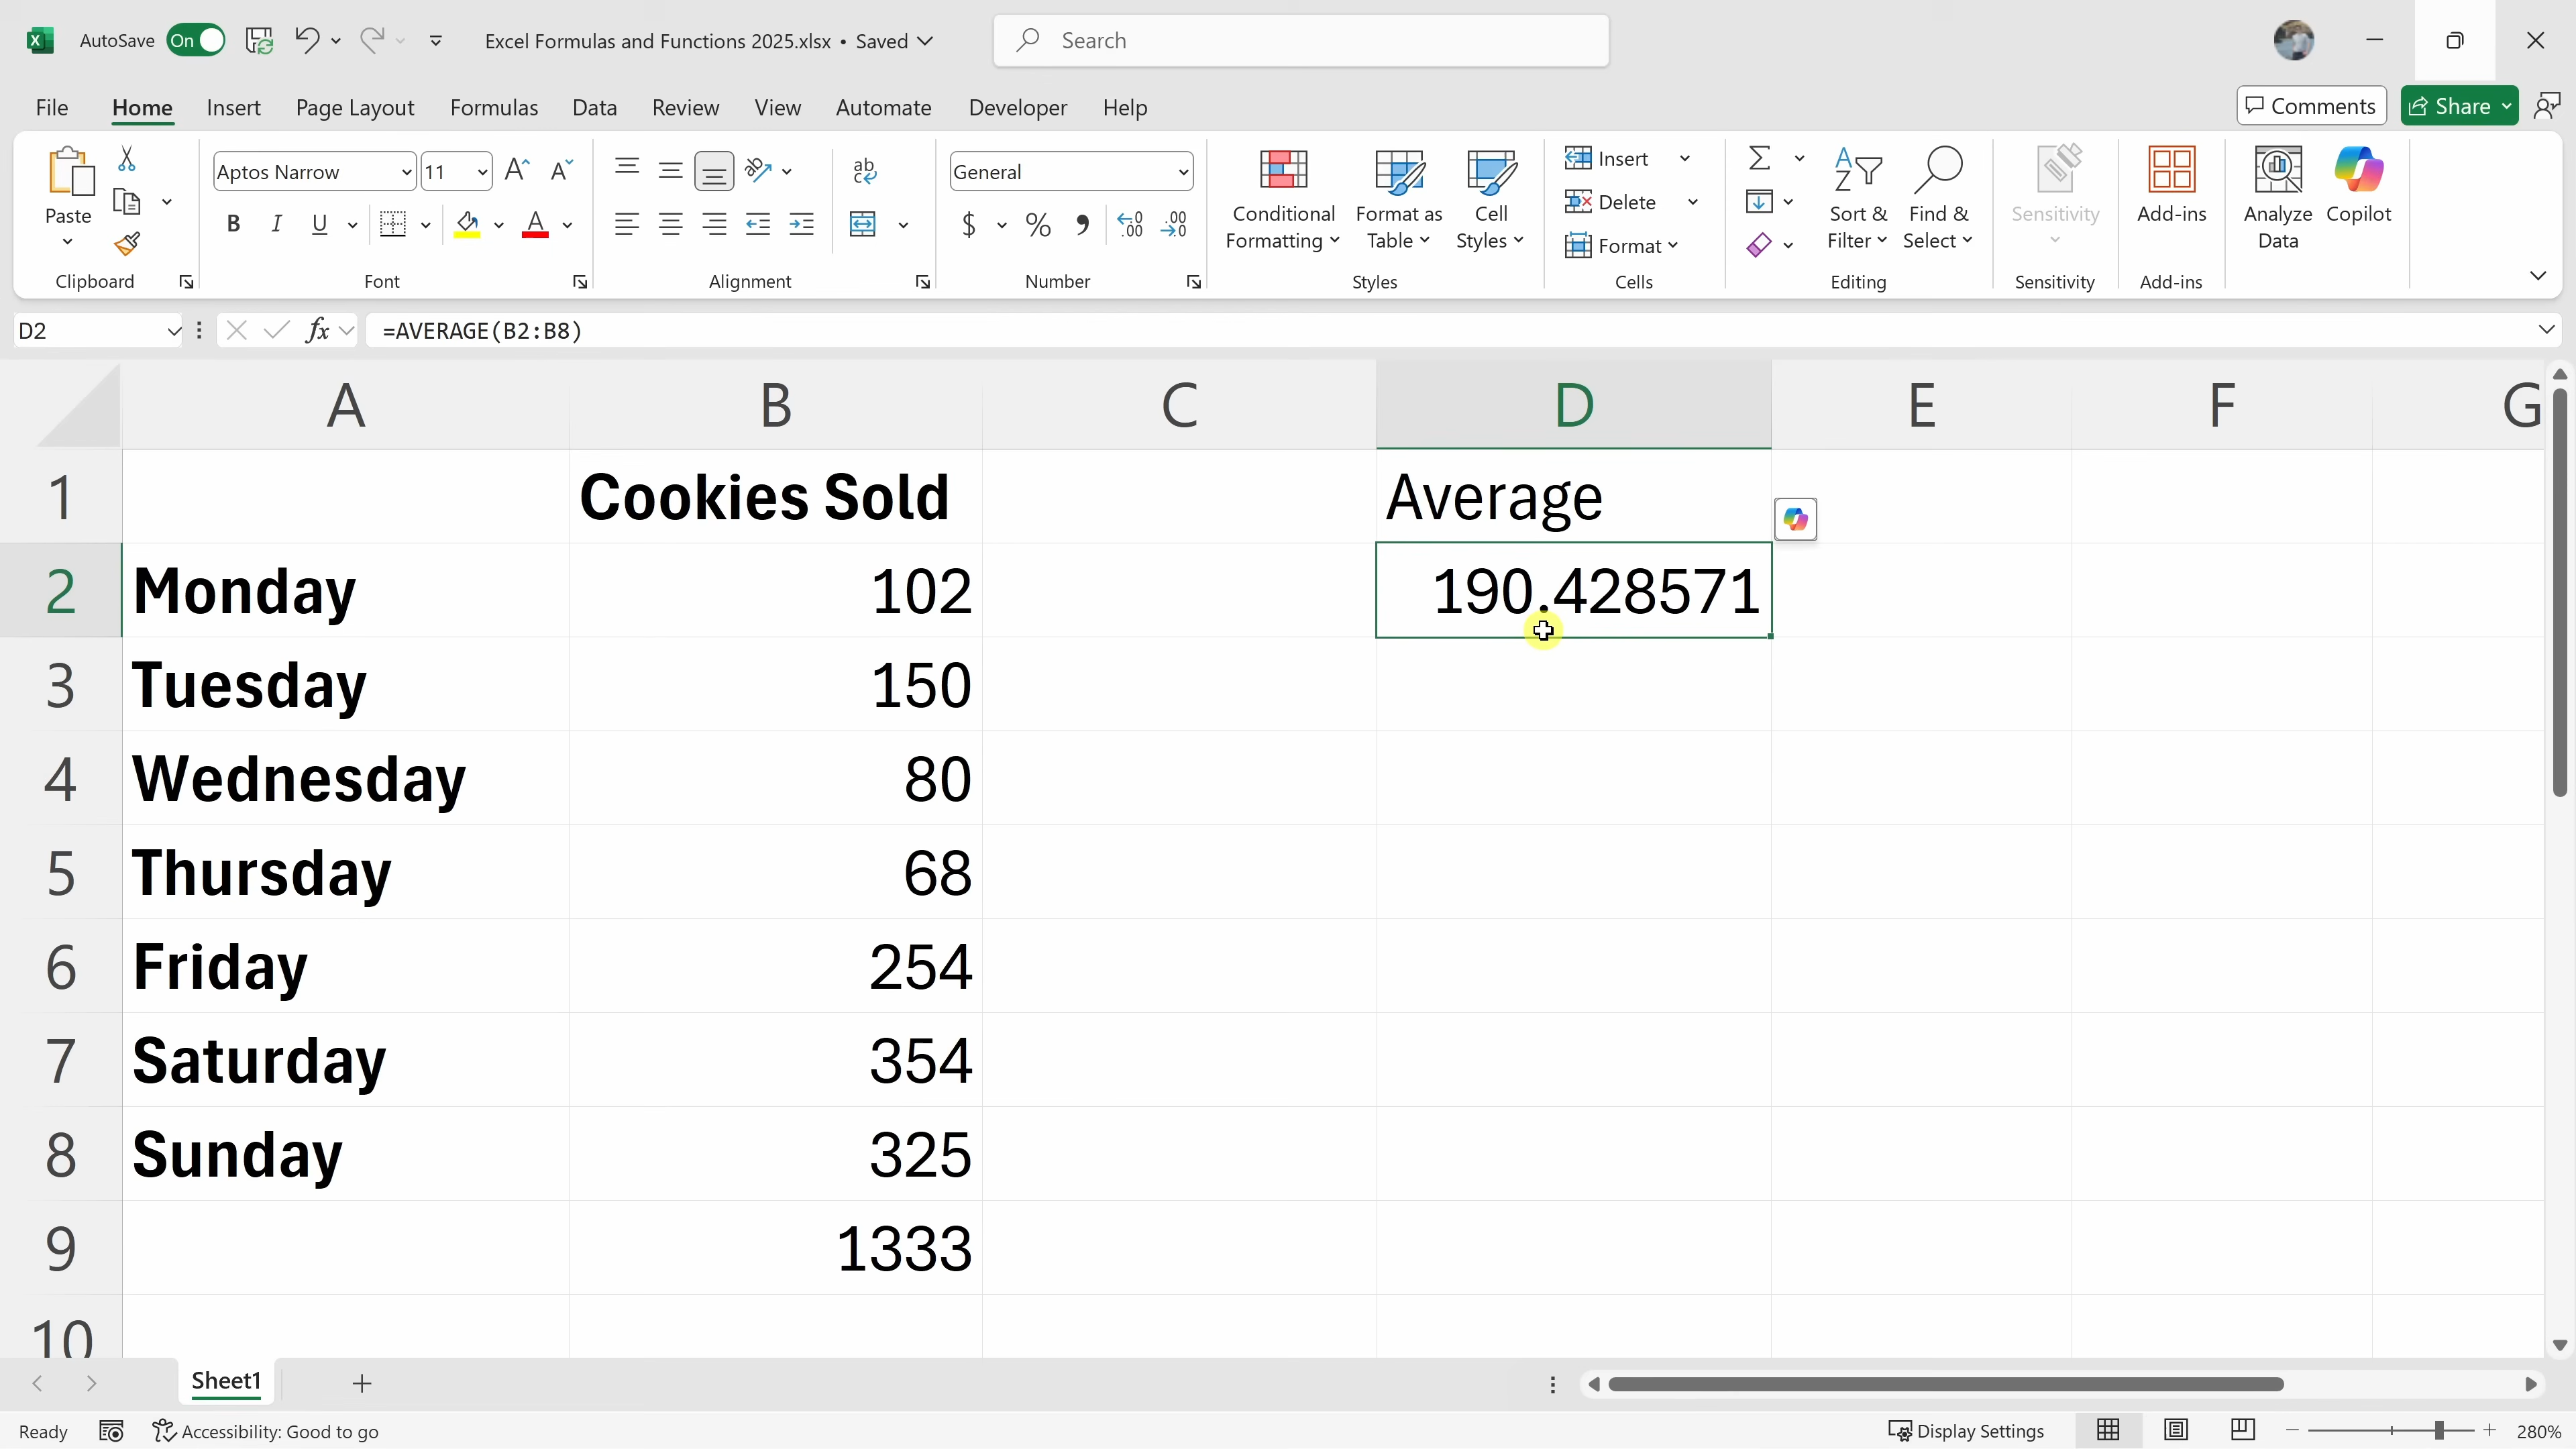 AutoSave On Excel Formulas and Functions 2025.xlsx • Saved Search
File Home Insert Page Layout Formulas Data Review View Automate Developer Help Comments Share
Paste
Clipboard
Aptos Narrow 11
B I U A
Font
ab
Alignment
General
$ % , .00 .00
Number
Conditional Formatting
Format as Table
Cell Styles
Styles
Insert
Delete
Format
Cells
Σ
Sort & Filter
Find & Select
Editing
Sensitivity
Sensitivity
Add-ins
Add-ins
Analyze Data
Copilot
D2 fx =AVERAGE(B2:B8)
A B C D E F G
1 Cookies Sold Average
2 Monday 102 190.428571
3 Tuesday 150
4 Wednesday 80
5 Thursday 68
6 Friday 254
7 Saturday 354
8 Sunday 325
9 1333
10
Sheet1
Ready Accessibility: Good to go Display Settings 280%